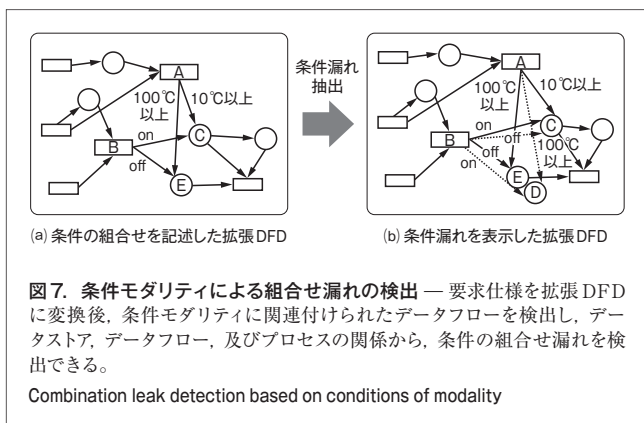 A
100℃
以上
10℃以上
B
on
off
C
E
条件漏れ
抽出
A
100℃
以上
10℃以上
B
on
off
off
on
C
100℃
以上
E
D
(a) 条件の組合せを記述した拡張DFD
(b) 条件漏れを表示した拡張DFD
図7. 条件モダリティによる組合せ漏れの検出 — 要求仕様を拡張DFD
に変換後，条件モダリティに関連付けられたデータフローを検出し，デー
タストア，データフロー，及びプロセスの関係から，条件の組合せ漏れを検
出できる。
Combination leak detection based on conditions of modality